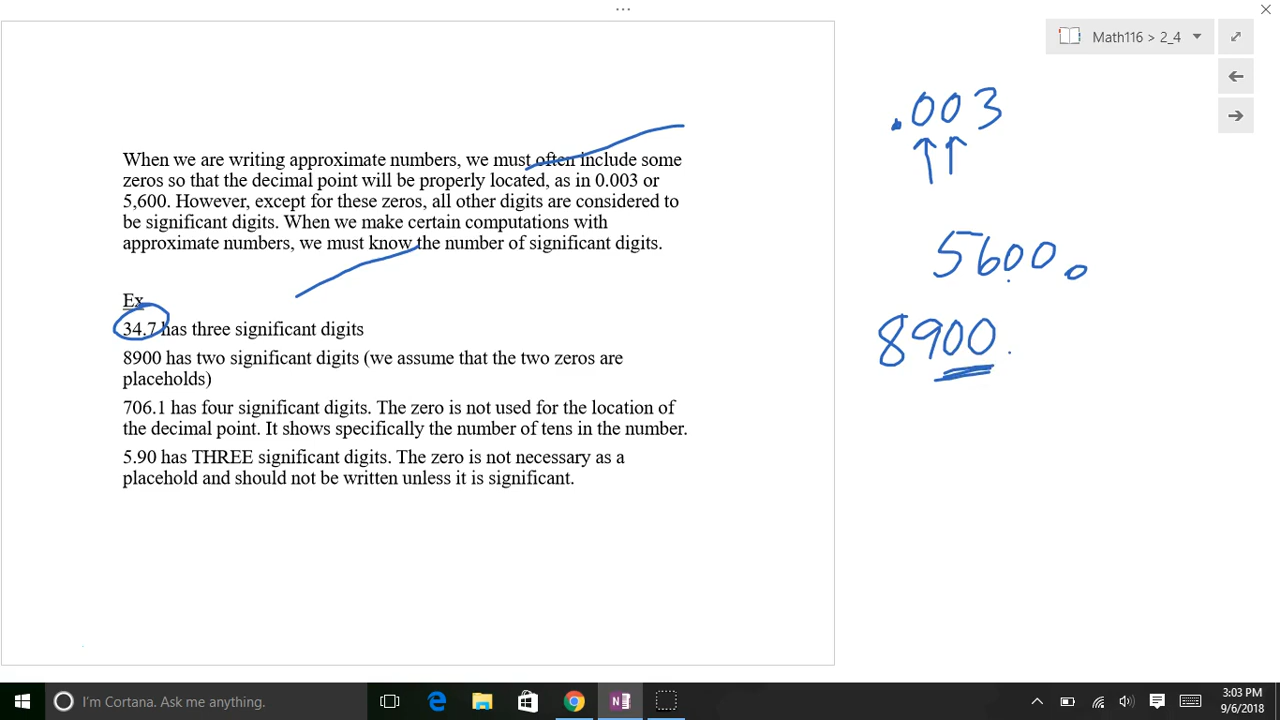 ...
Math116 > 2_4
When we are writing approximate numbers, we must often include some
zeros so that the decimal point will be properly located, as in 0.003 or
5,600. However, except for these zeros, all other digits are considered to
be significant digits. When we make certain computations with
approximate numbers, we must know the number of significant digits.
Ex
34.7 has three significant digits
8900 has two significant digits (we assume that the two zeros are
placeholds)
706.1 has four significant digits. The zero is not used for the location of
the decimal point. It shows specifically the number of tens in the number.
5.90 has THREE significant digits. The zero is not necessary as a
placehold and should not be written unless it is significant.
.003
5600.
8900.
I'm Cortana. Ask me anything.
3:03 PM
9/6/2018